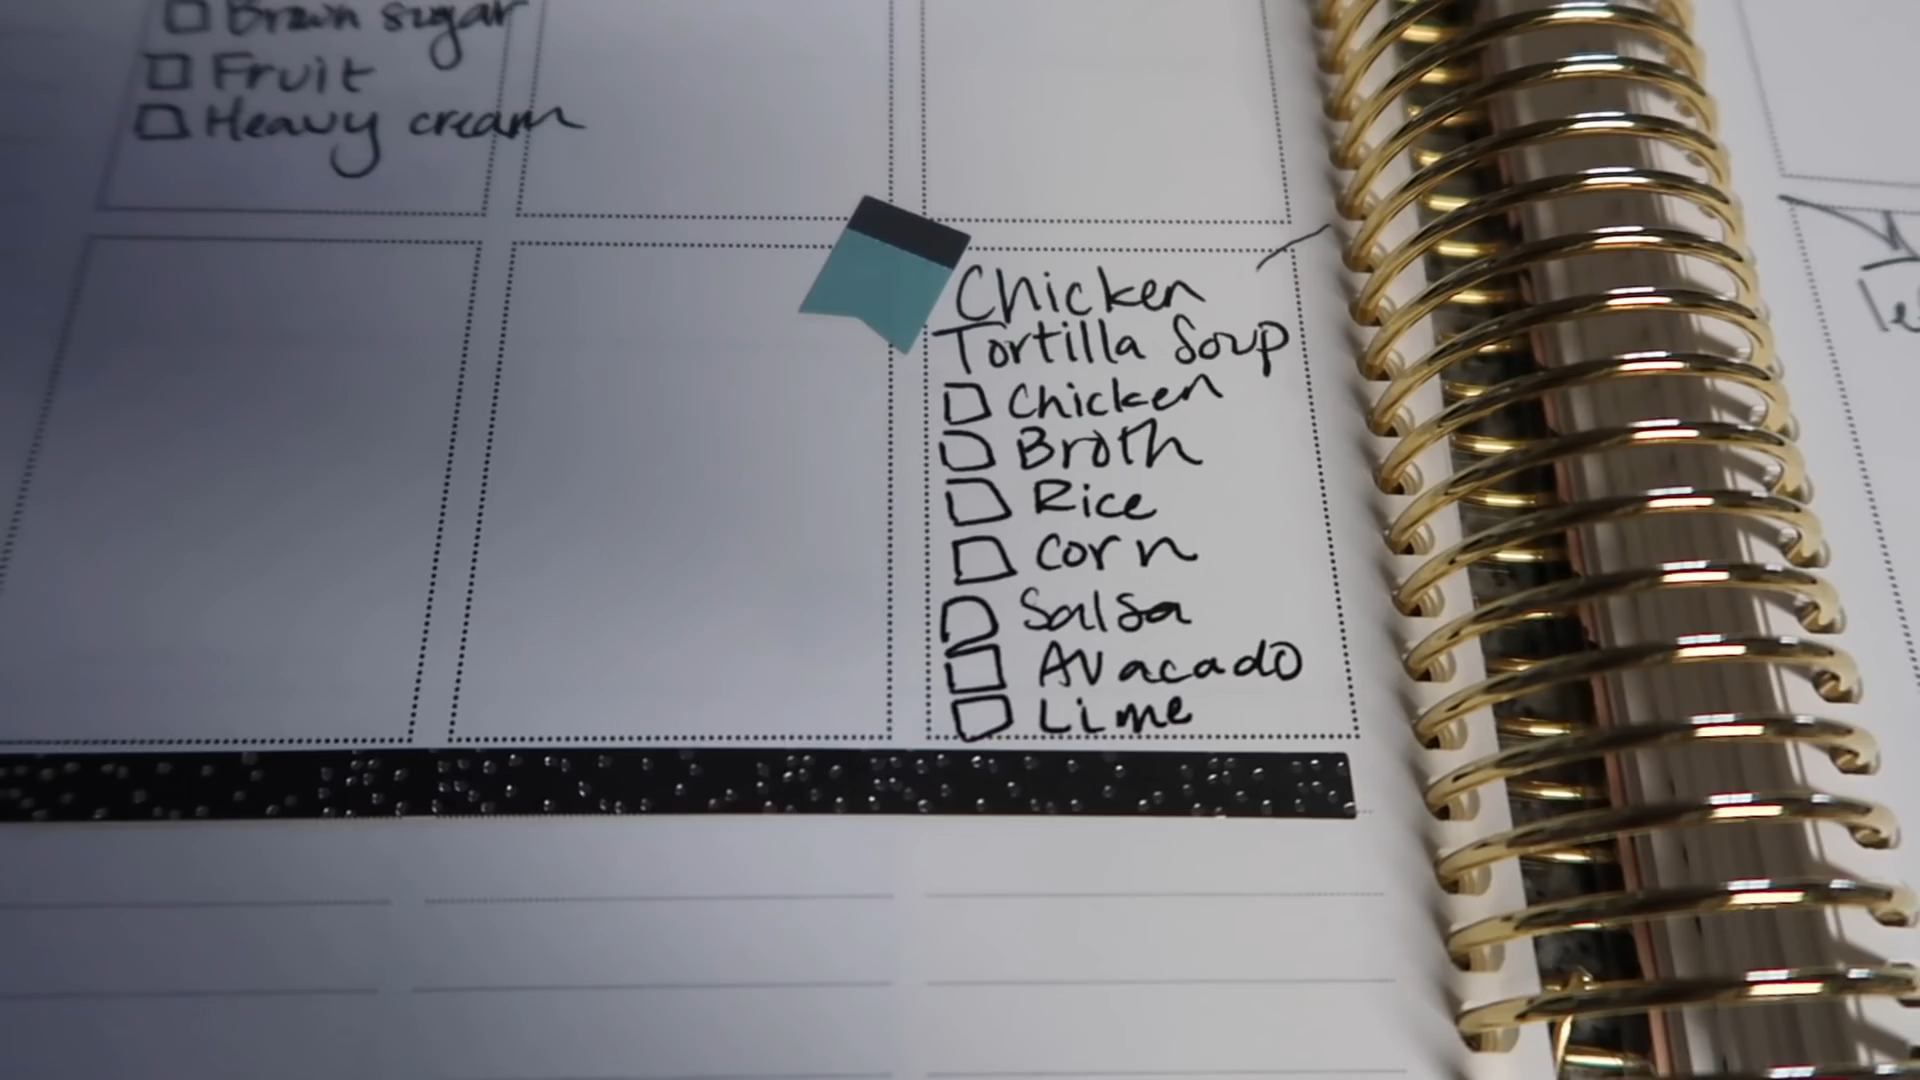 Brown sugar
Fruit
Heavy cream
Chicken
Tortilla Soup
Chicken
Broth
Rice
Corn
Salsa
Avacado
Lime